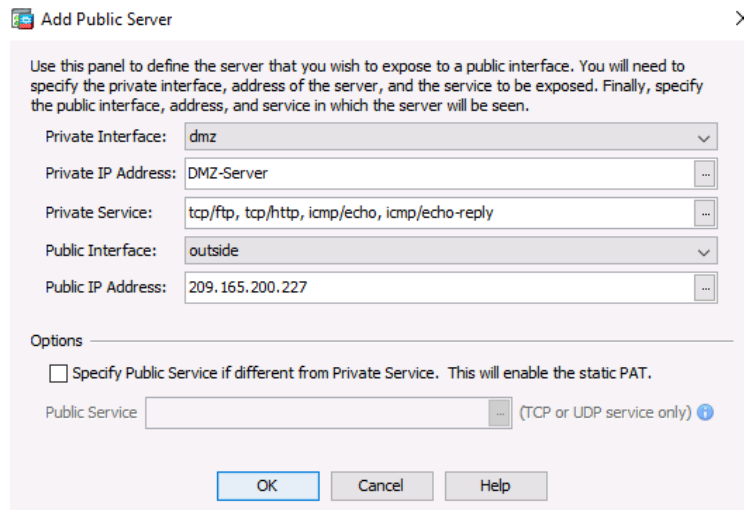 Add Public Server
Use this panel to define the server that you wish to expose to a public interface. You will need to
specify the private interface, address of the server, and the service to be exposed. Finally, specify
the public interface, address, and service in which the server will be seen.
Private Interface: dmz
Private IP Address: DMZ-Server ...
Private Service: tcp/ftp, tcp/http, icmp/echo, icmp/echo-reply ...
Public Interface: outside
Public IP Address: 209.165.200.227 ...
Options
Specify Public Service if different from Private Service. This will enable the static PAT.
Public Service ... (TCP or UDP service only)
OK Cancel Help